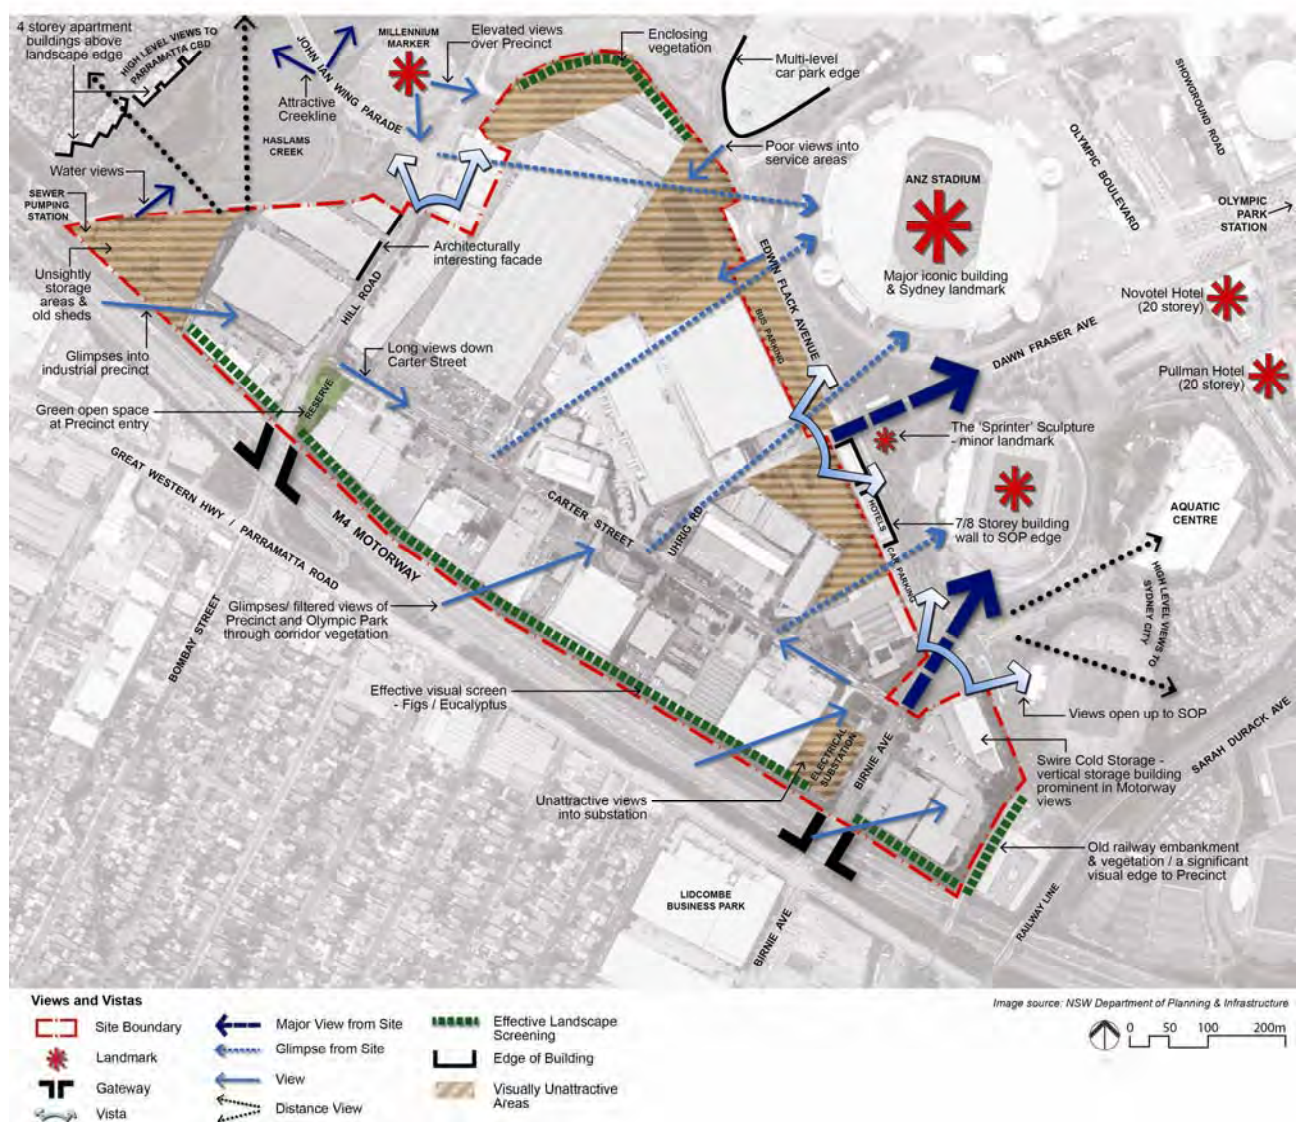 4 storey apartment
buildings above
landscape edge
HIGH LEVEL VIEWS TO
PARRAMATTA CBD
JOHN IAN WING PARADE
MILLENNIUM
MARKER
Elevated views
over Precinct
Enclosing
vegetation
Multi-level
car park edge
SHOWGROUND ROAD
OLYMPIC BOULEVARD
Attractive
Creekline
HASLAMS
CREEK
Poor views into
service areas
Water views
ANZ STADIUM
SEWER
PUMPING
STATION
OLYMPIC
PARK
STATION
Architecturally
interesting facade
EDWIN FLACK AVENUE
Major iconic building
& Sydney landmark
Unsightly
storage
areas &
old sheds
HILL ROAD
BUS PARKING
Novotel Hotel
(20 storey)
DAWN FRASER AVE
Glimpses into
industrial precinct
Long views down
Carter Street
Pullman Hotel
(20 storey)
RESERVE
Green open space
at Precinct entry
The 'Sprinter' Sculpture
- minor landmark
GREAT WESTERN HWY / PARRAMATTA ROAD
M4 MOTORWAY
CARTER STREET
UHRIG RD
HOTELS
AQUATIC
CENTRE
7/8 Storey building
wall to SOP edge
CAR PARKING
HIGH LEVEL VIEWS TO
SYDNEY CITY
Glimpses/ filtered views of
Precinct and Olympic Park
through corridor vegetation
BOMBAY STREET
Effective visual screen
- Figs / Eucalyptus
Views open up to SOP
SARAH DURACK AVE
ELECTRICAL
SUBSTATION
BIRNIE AVE
Swire Cold Storage -
vertical storage building
prominent in Motorway
views
Unattractive views
into substation
Old railway embankment
& vegetation / a significant
visual edge to Precinct
LIDCOMBE
BUSINESS PARK
BIRNIE AVE
RAILWAY LINE
Views and Vistas
Site Boundary
Landmark
Gateway
Vista
Major View from Site
Glimpse from Site
View
Distance View
Effective Landscape
Screening
Edge of Building
Visually Unattractive
Areas
Image source: NSW Department of Planning & Infrastructure
0 50 100 200m